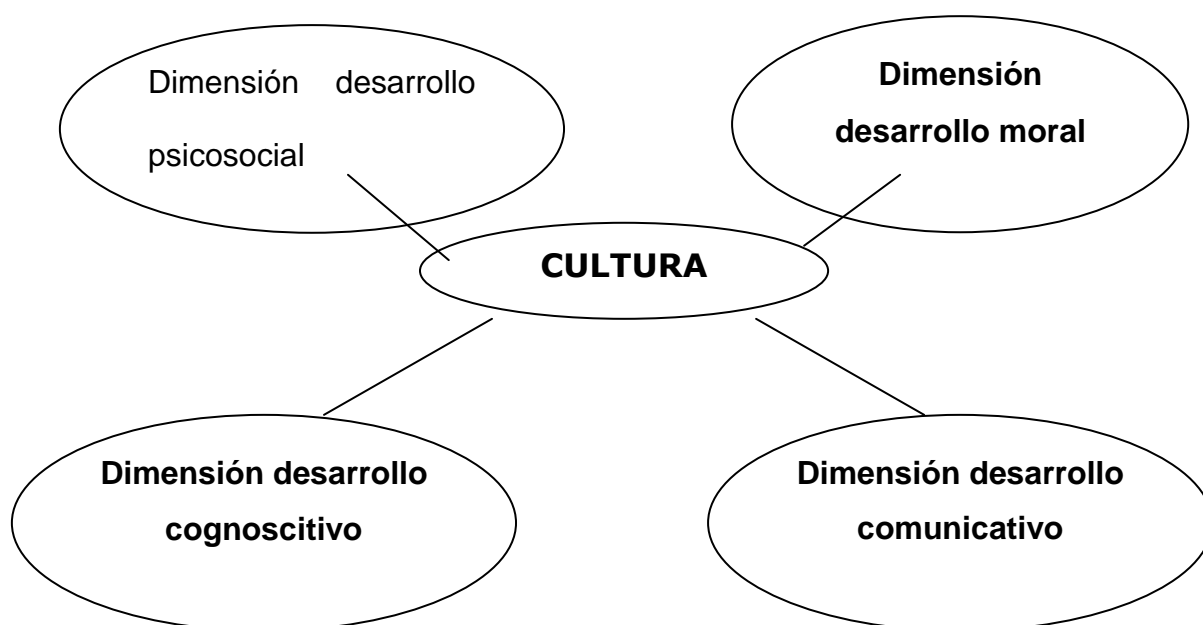 Dimensión desarrollo
psicosocial
Dimensión
desarrollo moral
CULTURA
Dimensión desarrollo
cognoscitivo
Dimensión desarrollo
comunicativo